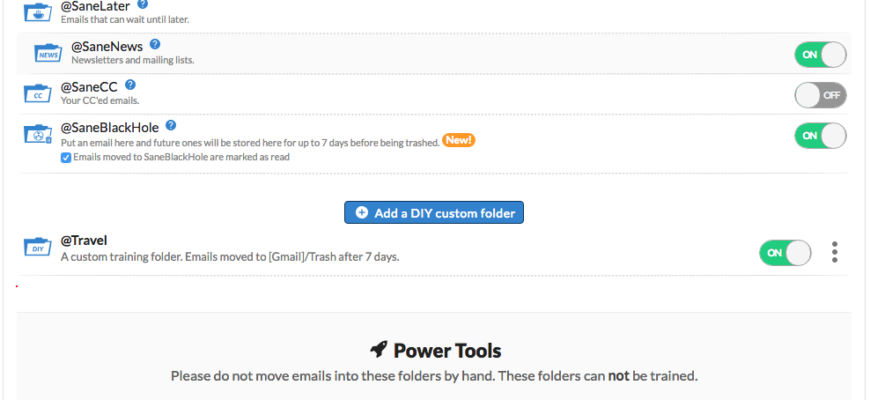 @SaneLater ?
Emails that can wait until later.
NEWS @SaneNews ?
Newsletters and mailing lists.
ON
CC @SaneCC ?
Your CC'ed emails.
OFF
@SaneBlackHole ?
Put an email here and future ones will be stored here for up to 7 days before being trashed. New!
Emails moved to SaneBlackHole are marked as read
ON
Add a DIY custom folder
DIY @Travel
A custom training folder. Emails moved to [Gmail]/Trash after 7 days.
ON
Power Tools
Please do not move emails into these folders by hand. These folders can not be trained.